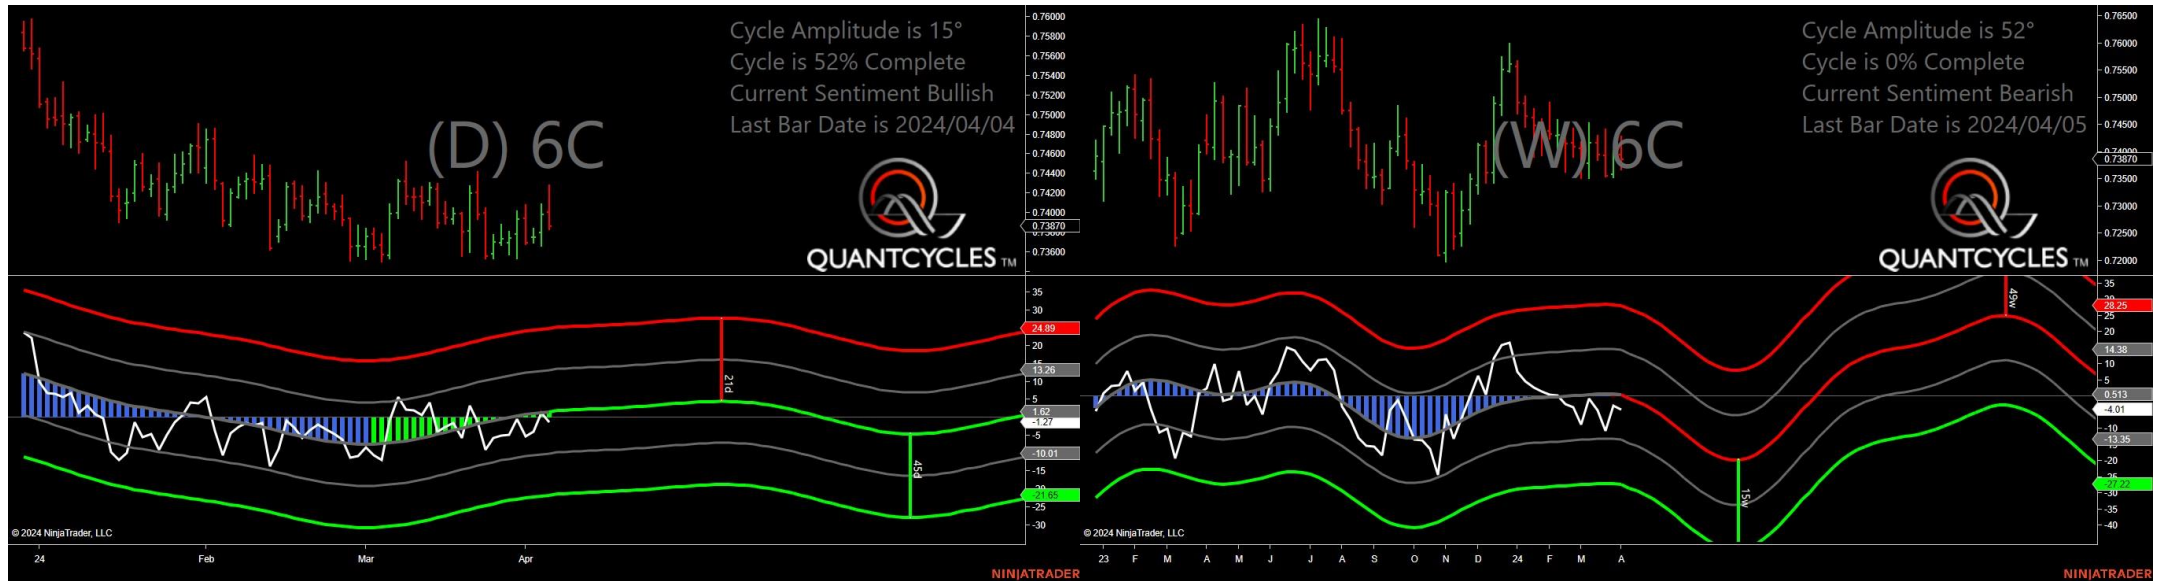 Cycle Amplitude is 15°
Cycle is 52% Complete
Current Sentiment Bullish
Last Bar Date is 2024/04/04
(D) 6C
QUANTCYCLES TM
0.76000
0.75800
0.75600
0.75400
0.75200
0.75000
0.74800
0.74600
0.74400
0.74200
0.74000
0.73870
0.73600
35
30
24.89
20
13.26
10
5
1.62
-1.27
-5
-10.01
-15
-21.65
-25
-30
21d
45d
© 2024 NinjaTrader, LLC
24
Feb
Mar
Apr
NINJATRADER
Cycle Amplitude is 52°
Cycle is 0% Complete
Current Sentiment Bearish
Last Bar Date is 2024/04/05
(W) 6C
QUANTCYCLES TM
0.76500
0.76000
0.75500
0.75000
0.74500
0.74000
0.73870
0.73500
0.73000
0.72500
0.72000
35
28.25
25
20
14.38
10
5
0.513
-4.01
-10
-13.35
-20
-27.22
-30
-35
-40
49w
15w
© 2024 NinjaTrader, LLC
23
F
M
A
M
J
J
A
S
O
N
D
24
F
M
A
NINJATRADER